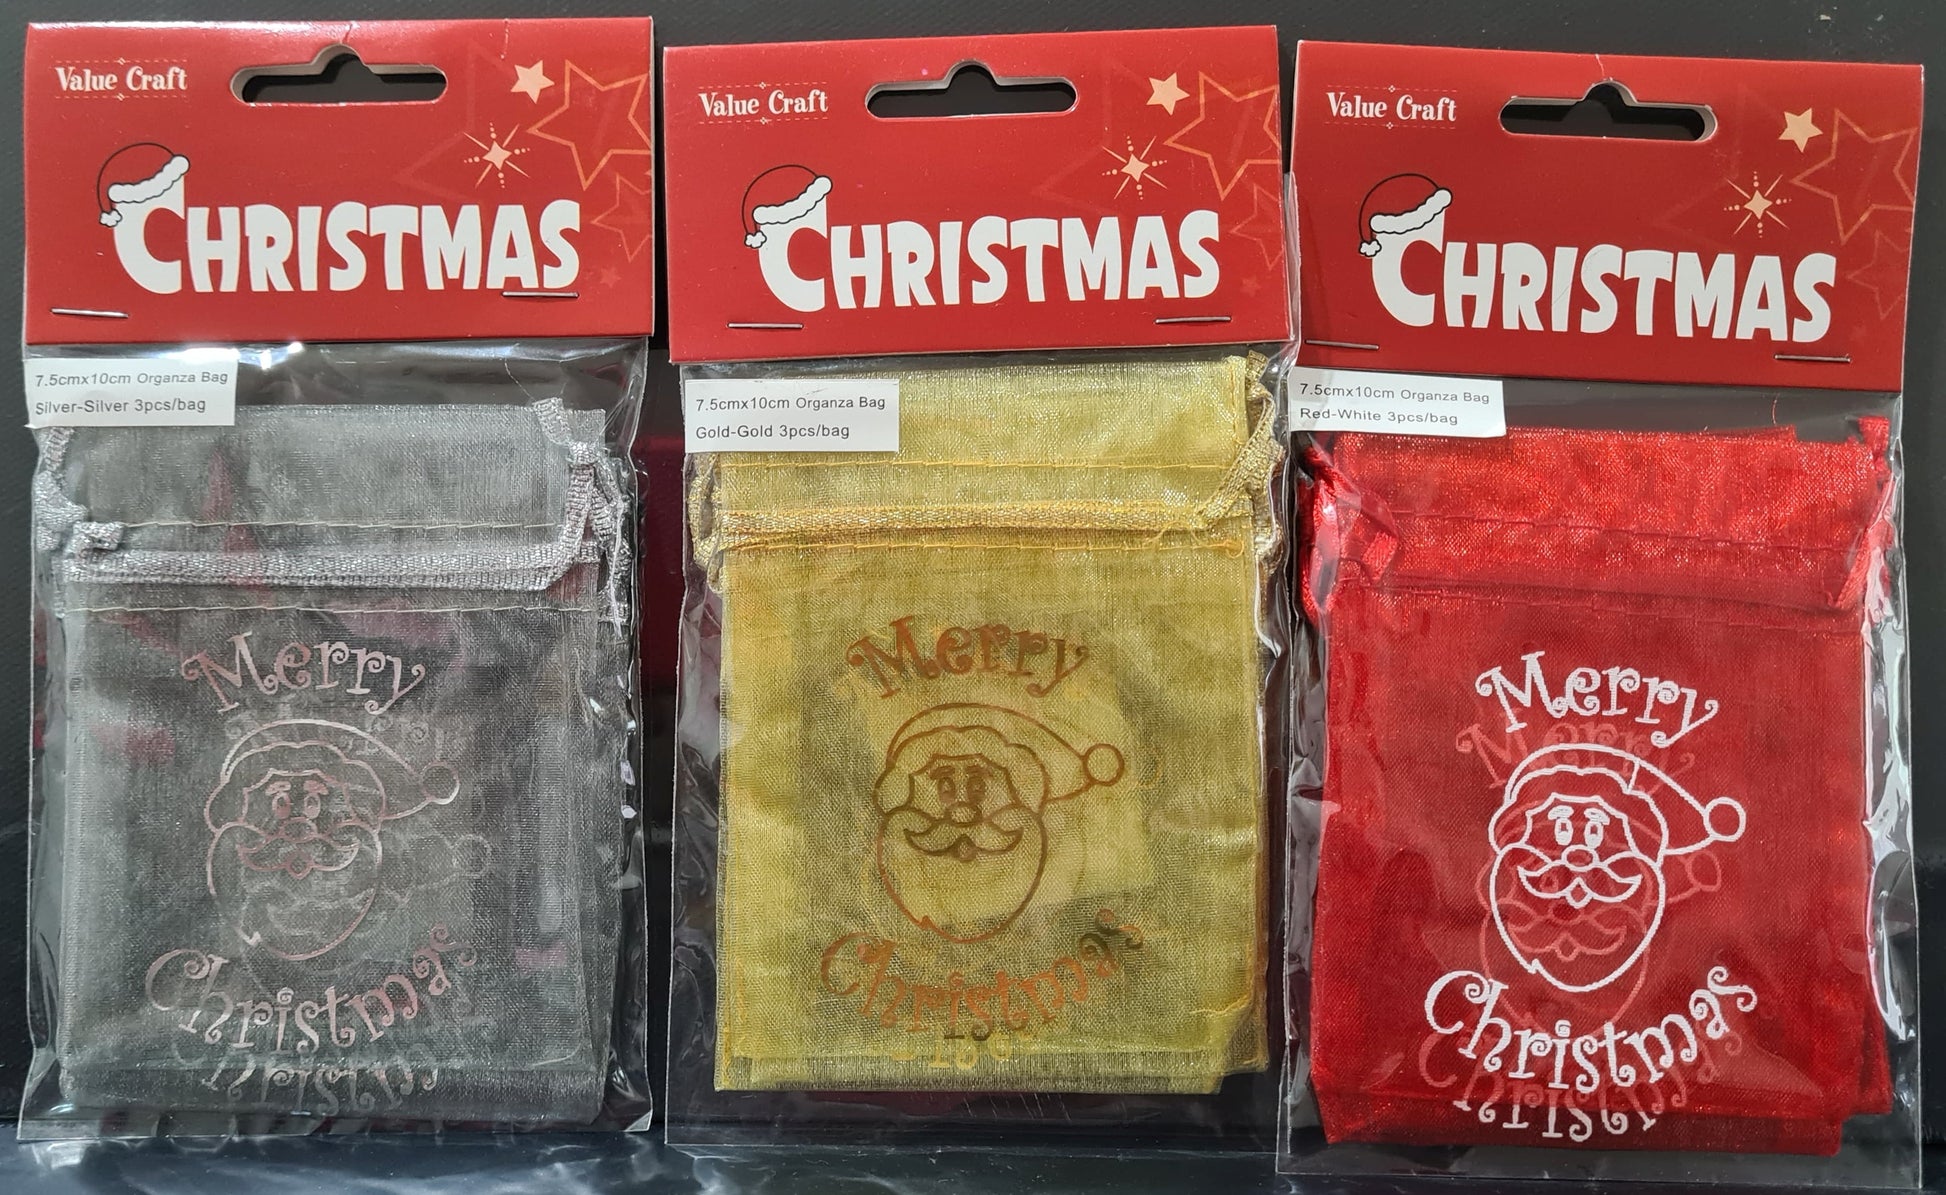 Value Craft
CHRISTMAS
7.5cmx10cm Organza Bag
Silver-Silver 3pcs/bag
Merry
Christmas
Value Craft
CHRISTMAS
7.5cmx10cm Organza Bag
Gold-Gold 3pcs/bag
Merry
Christmas
Value Craft
CHRISTMAS
7.5cmx10cm Organza Bag
Red-White 3pcs/bag
Merry
Merry
Christmas
Christmas